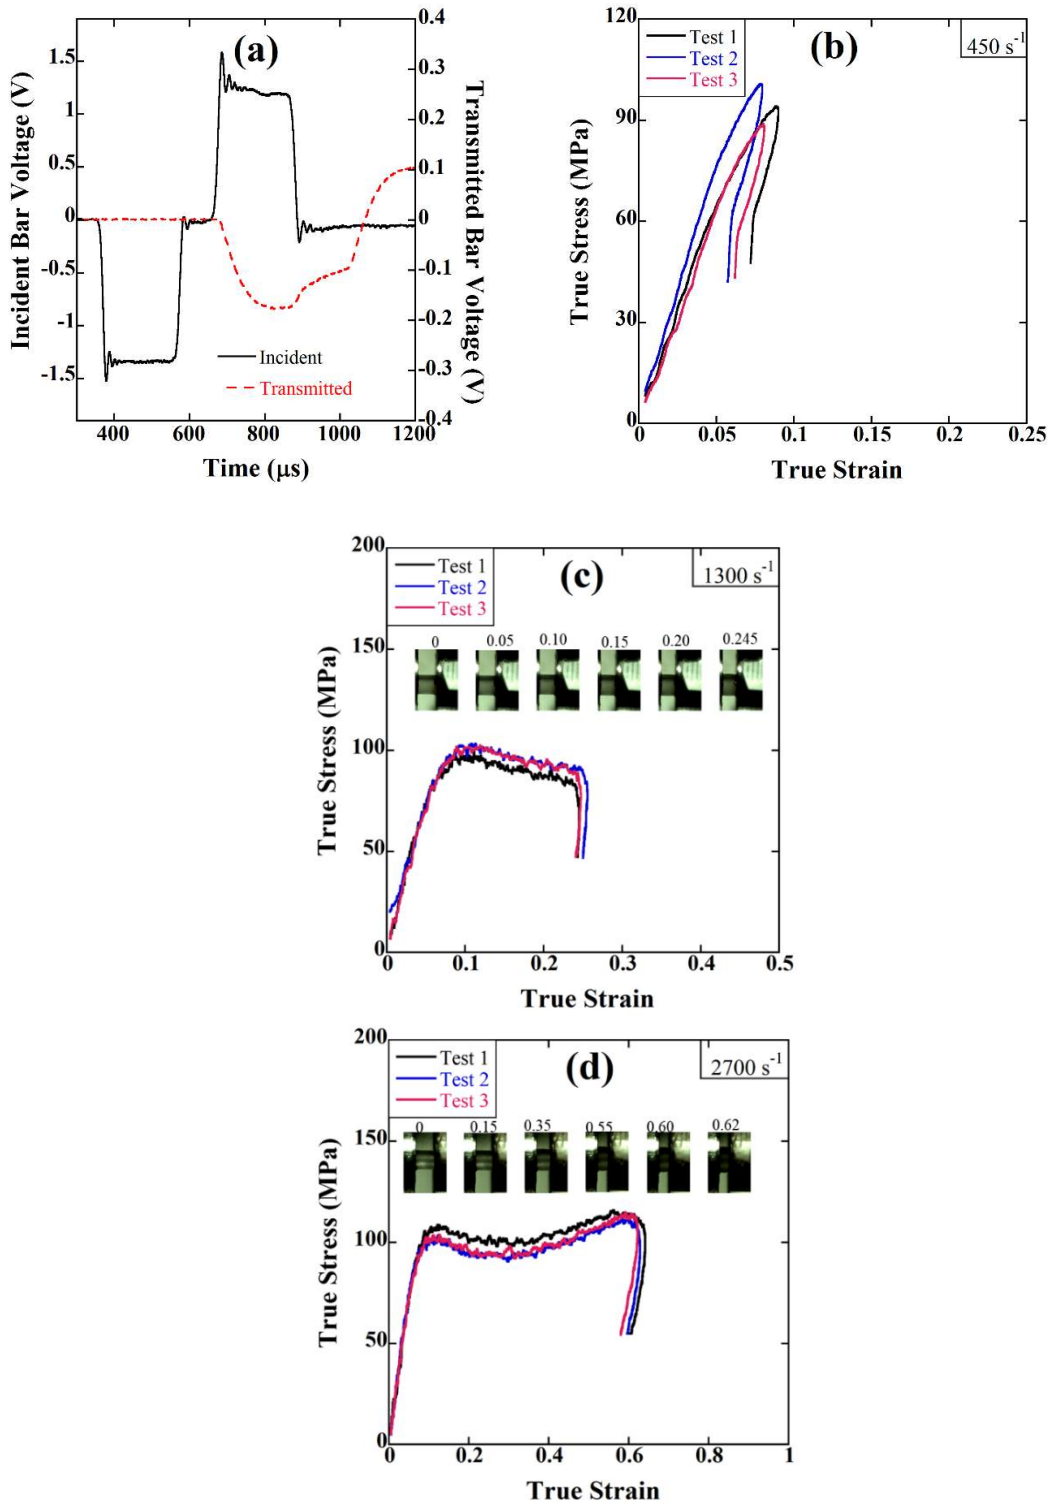 (a)
Incident Bar Voltage (V)
1.5
1
0.5
0
-0.5
-1
-1.5
0.4
0.3
0.2
0.1
0
-0.1
-0.2
-0.3
-0.4
Transmitted Bar Voltage (V)
Incident
Transmitted
400 600 800 1000 1200
Time (μs)
(b)
450 s-1
Test 1
Test 2
Test 3
True Stress (MPa)
120
90
60
30
0
0 0.05 0.1 0.15 0.2 0.25
True Strain
(c)
1300 s-1
Test 1
Test 2
Test 3
0 0.05 0.10 0.15 0.20 0.245
True Stress (MPa)
200
150
100
50
0
0 0.1 0.2 0.3 0.4 0.5
True Strain
(d)
2700 s-1
Test 1
Test 2
Test 3
0 0.15 0.35 0.55 0.60 0.62
True Stress (MPa)
200
150
100
50
0
0 0.2 0.4 0.6 0.8 1
True Strain